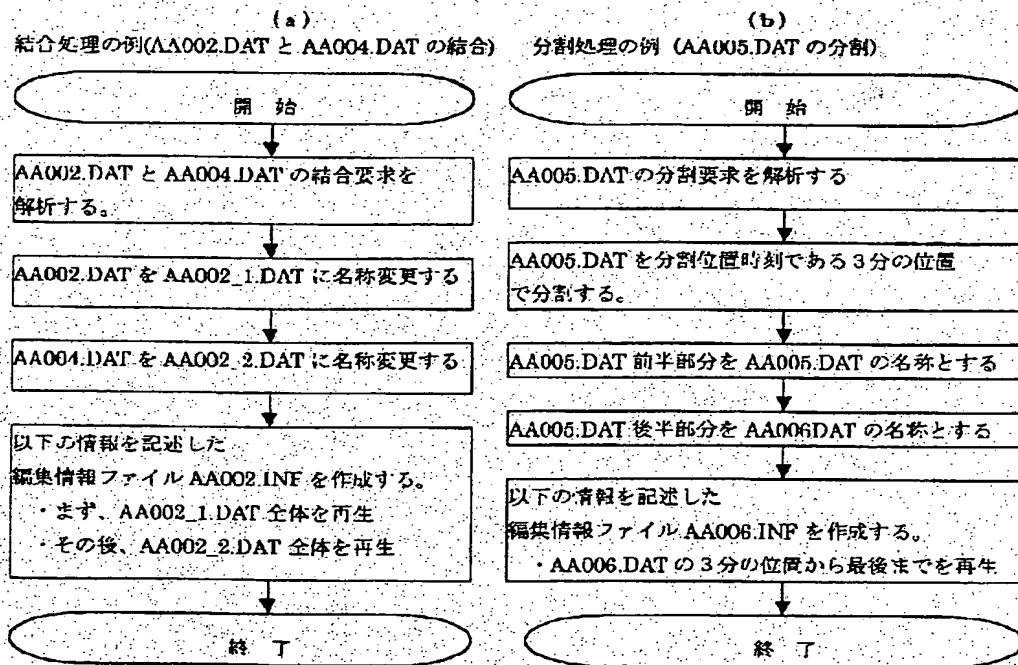 (a)
結合処理の例(AA002.DAT と AA004.DAT の結合)
開 始
AA002.DAT と AA004.DAT の結合要求を
解析する。
AA002.DAT を AA002_1.DAT に名称変更する
AA004.DAT を AA002_2.DAT に名称変更する
以下の情報を記述した
編集情報ファイル AA002.INF を作成する。
・まず、AA002_1.DAT 全体を再生
・その後、AA002_2.DAT 全体を再生
終 了
(b)
分割処理の例 (AA005.DAT の分割)
開 始
AA005.DAT の分割要求を解析する
AA005.DAT を分割位置時刻である3分の位置
で分割する。
AA005.DAT 前半部分を AA005.DAT の名称とする
AA005.DAT 後半部分を AA006DAT の名称とする
以下の情報を記述した
編集情報ファイル AA006.INF を作成する。
・AA006.DAT の3分の位置から最後までを再生
終 了